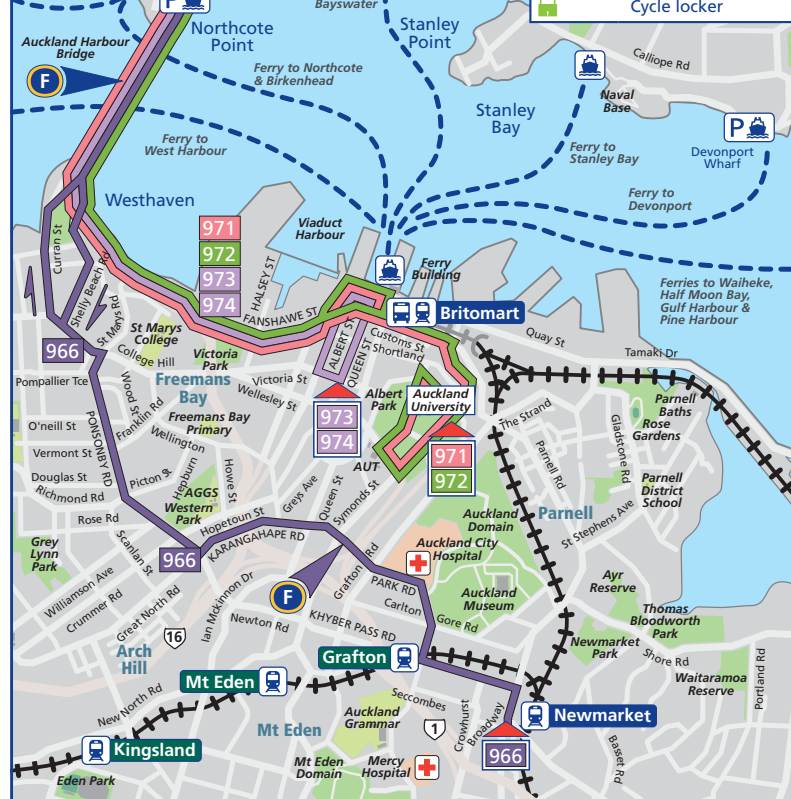 Bayswater
Cycle locker
P
Northcote
Point
Stanley
Point
Auckland Harbour
Bridge
F
Ferry to Northcote
& Birkenhead
Calliope Rd
Naval
Base
Stanley
Bay
P
Devonport
Wharf
Ferry to
West Harbour
Ferry to
Stanley Bay
Ferry to
Devonport
Westhaven
Viaduct
Harbour
971
972
973
974
Curran St
Shelly Beach Rd
HALSEY ST
Ferry
Building
Ferries to Waiheke,
Half Moon Bay,
Gulf Harbour &
Pine Harbour
St Marys Rd
FANSHAWE ST
Britomart
St Marys
College
ALBERT ST
QUEEN ST
Customs St
Shortland
Quay St
Tamaki Dr
966
College Hill
Victoria
Park
Pompallier Tce
Freemans
Bay
Victoria St
Wellesley St
Albert
Park
Auckland
University
Wood St
Franklin Rd
PONSONBY RD
Freemans Bay
Primary
973
974
The Strand
Parnell
Baths
Rose
Gardens
Gladstone Rd
O'neill St
Wellington
Vermont St
971
972
Parnell Rd
Douglas St
Picton St
Hepburn
Howe St
AUT
AGGS
Western
Park
Richmond Rd
Greys Ave
Queen St
Symonds St
Parnell
District
School
Rose Rd
Hopetoun St
Auckland
Domain
Parnell
St Stephens Ave
Grey
Lynn
Park
Scanlan St
966
KARANGAHAPE RD
Auckland City
Hospital
Williamson Ave
Crummer Rd
Great North Rd
Ian Mckinnon Dr
F
Grafton Rd
PARK RD
Carlton
Gore Rd
Auckland
Museum
Ayr
Reserve
Thomas
Bloodworth
Park
16
Newton Rd
KHYBER PASS RD
Arch
Hill
Grafton
Newmarket
Park
Shore Rd
Waitaramoa
Reserve
Portland Rd
Mt Eden
New North Rd
Seccombes
Crowhurst
Broadway
Newmarket
Mt Eden
Auckland
Grammar
1
Kingsland
966
Basset Rd
Eden Park
Mt Eden
Domain
Mercy
Hospital